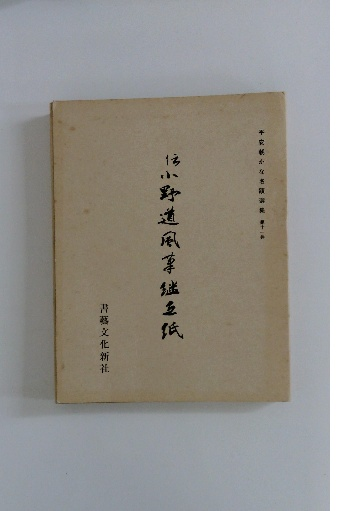 平安朝かな名蹟選集 第十一巻
伝小野道風筆継色紙
書藝文化新社